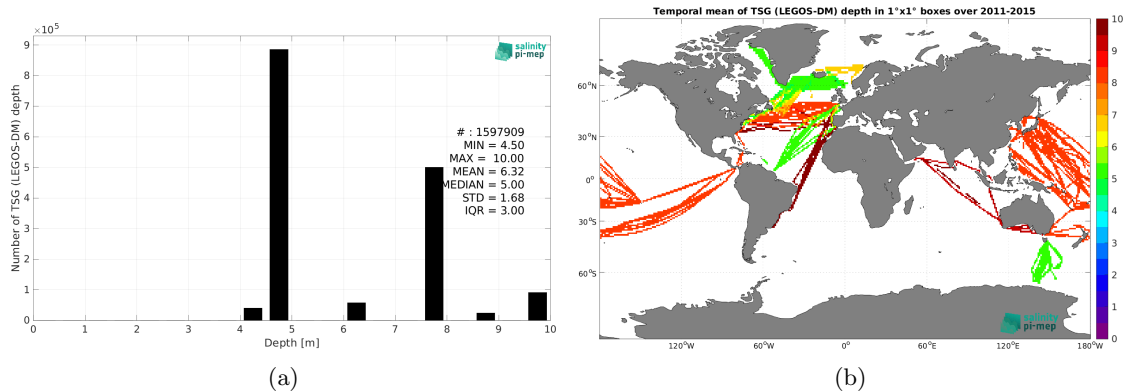 ×10⁵
9
8
7
6
5
4
3
2
1
0
Number of TSG (LEGOS-DM) depth
salinity
pi-mep
# : 1597909
MIN = 4.50
MAX = 10.00
MEAN = 6.32
MEDIAN = 5.00
STD = 1.68
IQR = 3.00
0 1 2 3 4 5 6 7 8 9 10
Depth [m]
(a)
Temporal mean of TSG (LEGOS-DM) depth in 1°x1° boxes over 2011-2015
60°N
30°N
0°
30°S
60°S
120°W 60°W 0° 60°E 120°E 180°W
salinity
pi-mep
10
9
8
7
6
5
4
3
2
1
0
(b)